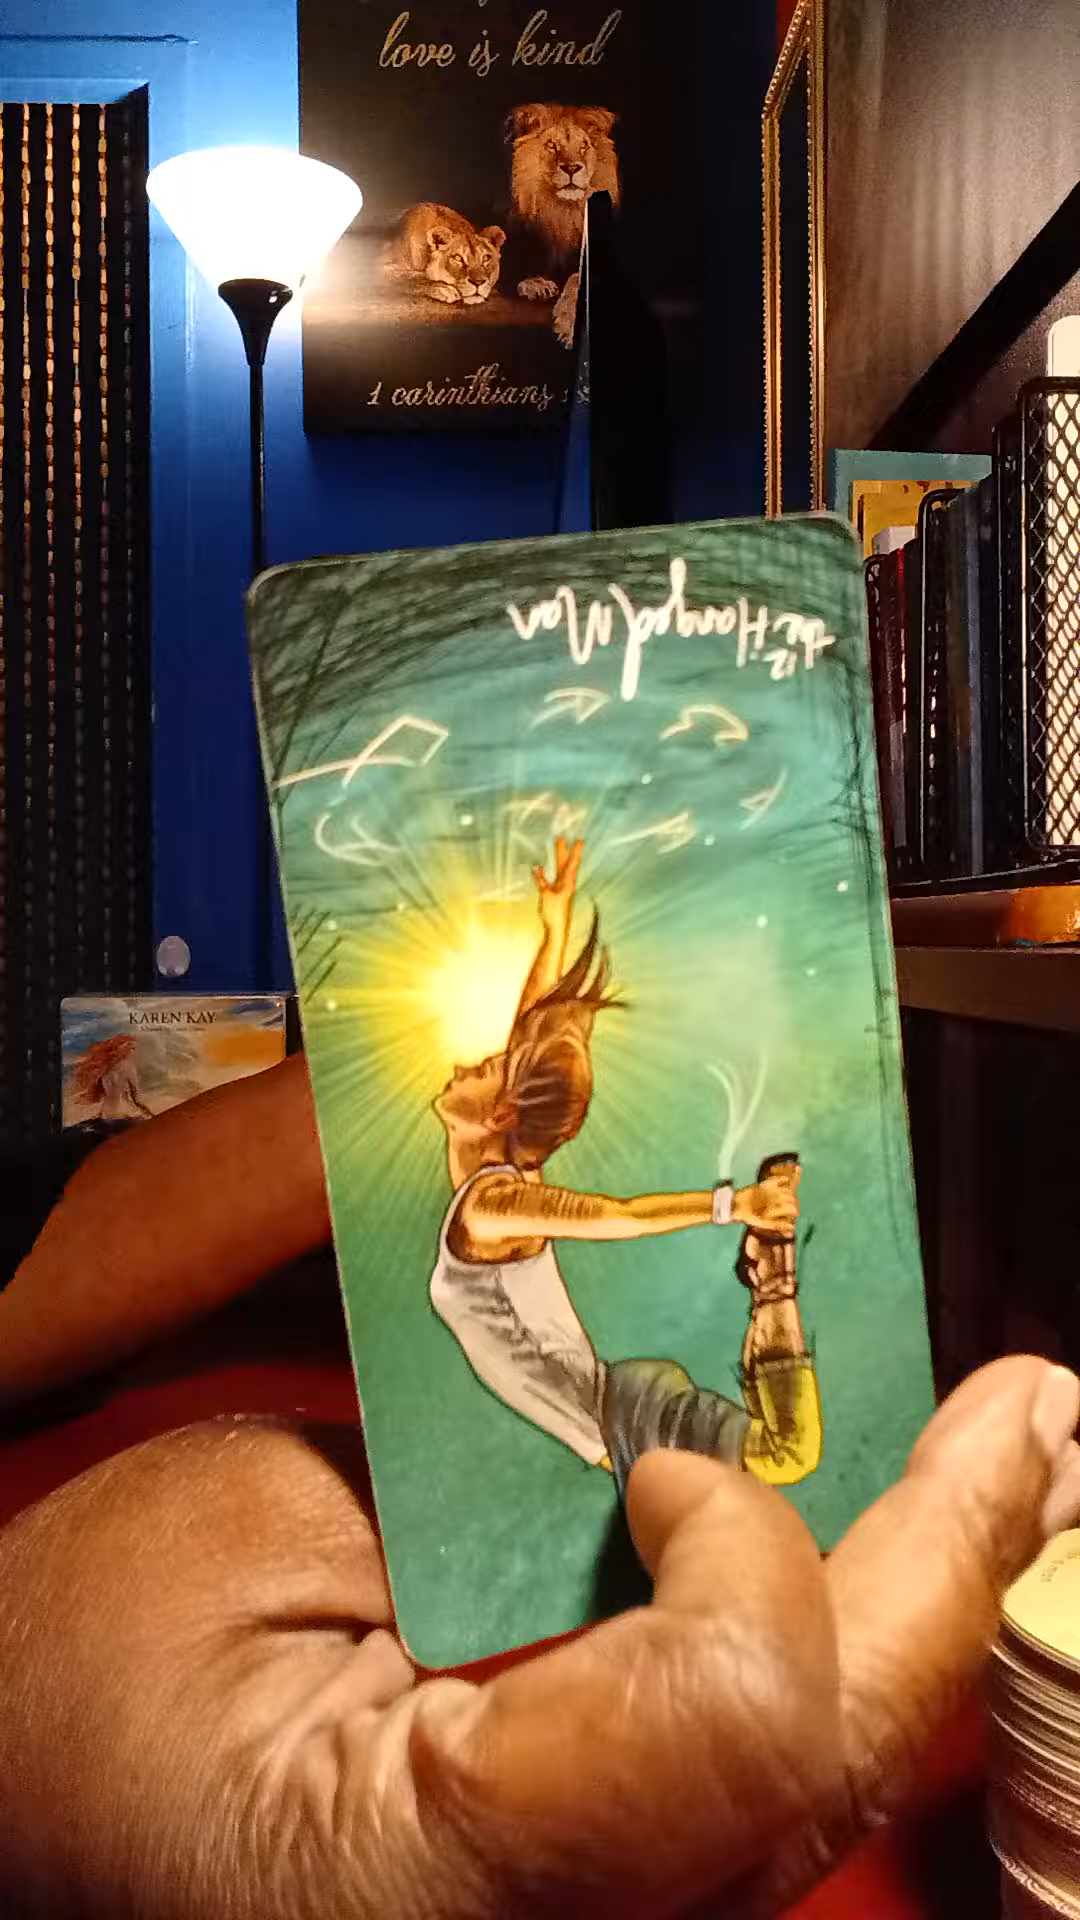 love is kind
1 carinthians
KAREN KAY
12
the Hanged Man